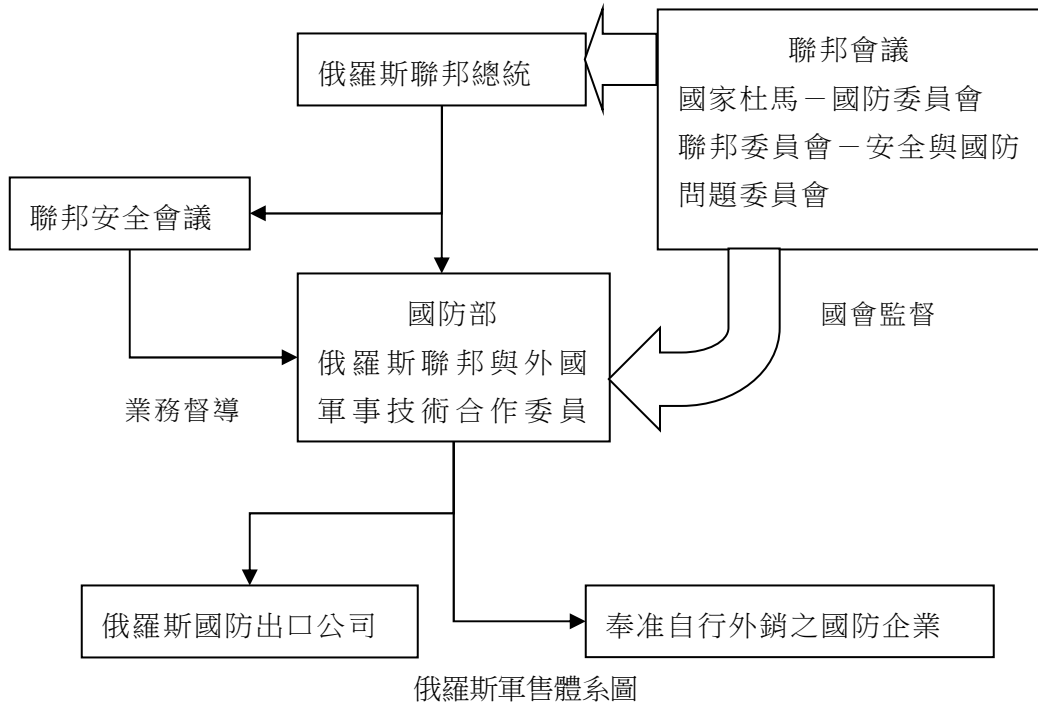 俄羅斯聯邦總統
聯邦會議
國家杜馬－國防委員會
聯邦委員會－安全與國防
問題委員會
聯邦安全會議
國防部
俄羅斯聯邦與外國
軍事技術合作委員
國會監督
業務督導
俄羅斯國防出口公司
奉准自行外銷之國防企業
俄羅斯軍售體系圖